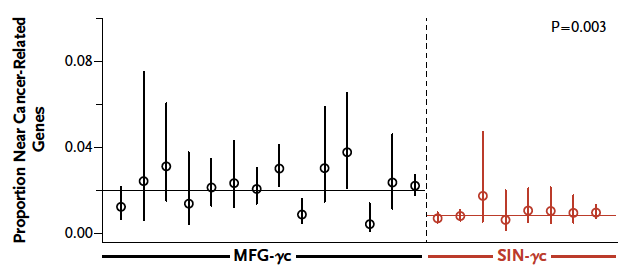 Proportion Near Cancer-Related
Genes
P=0.003
0.08
0.04
0.00
MFG-γc
SIN-γc